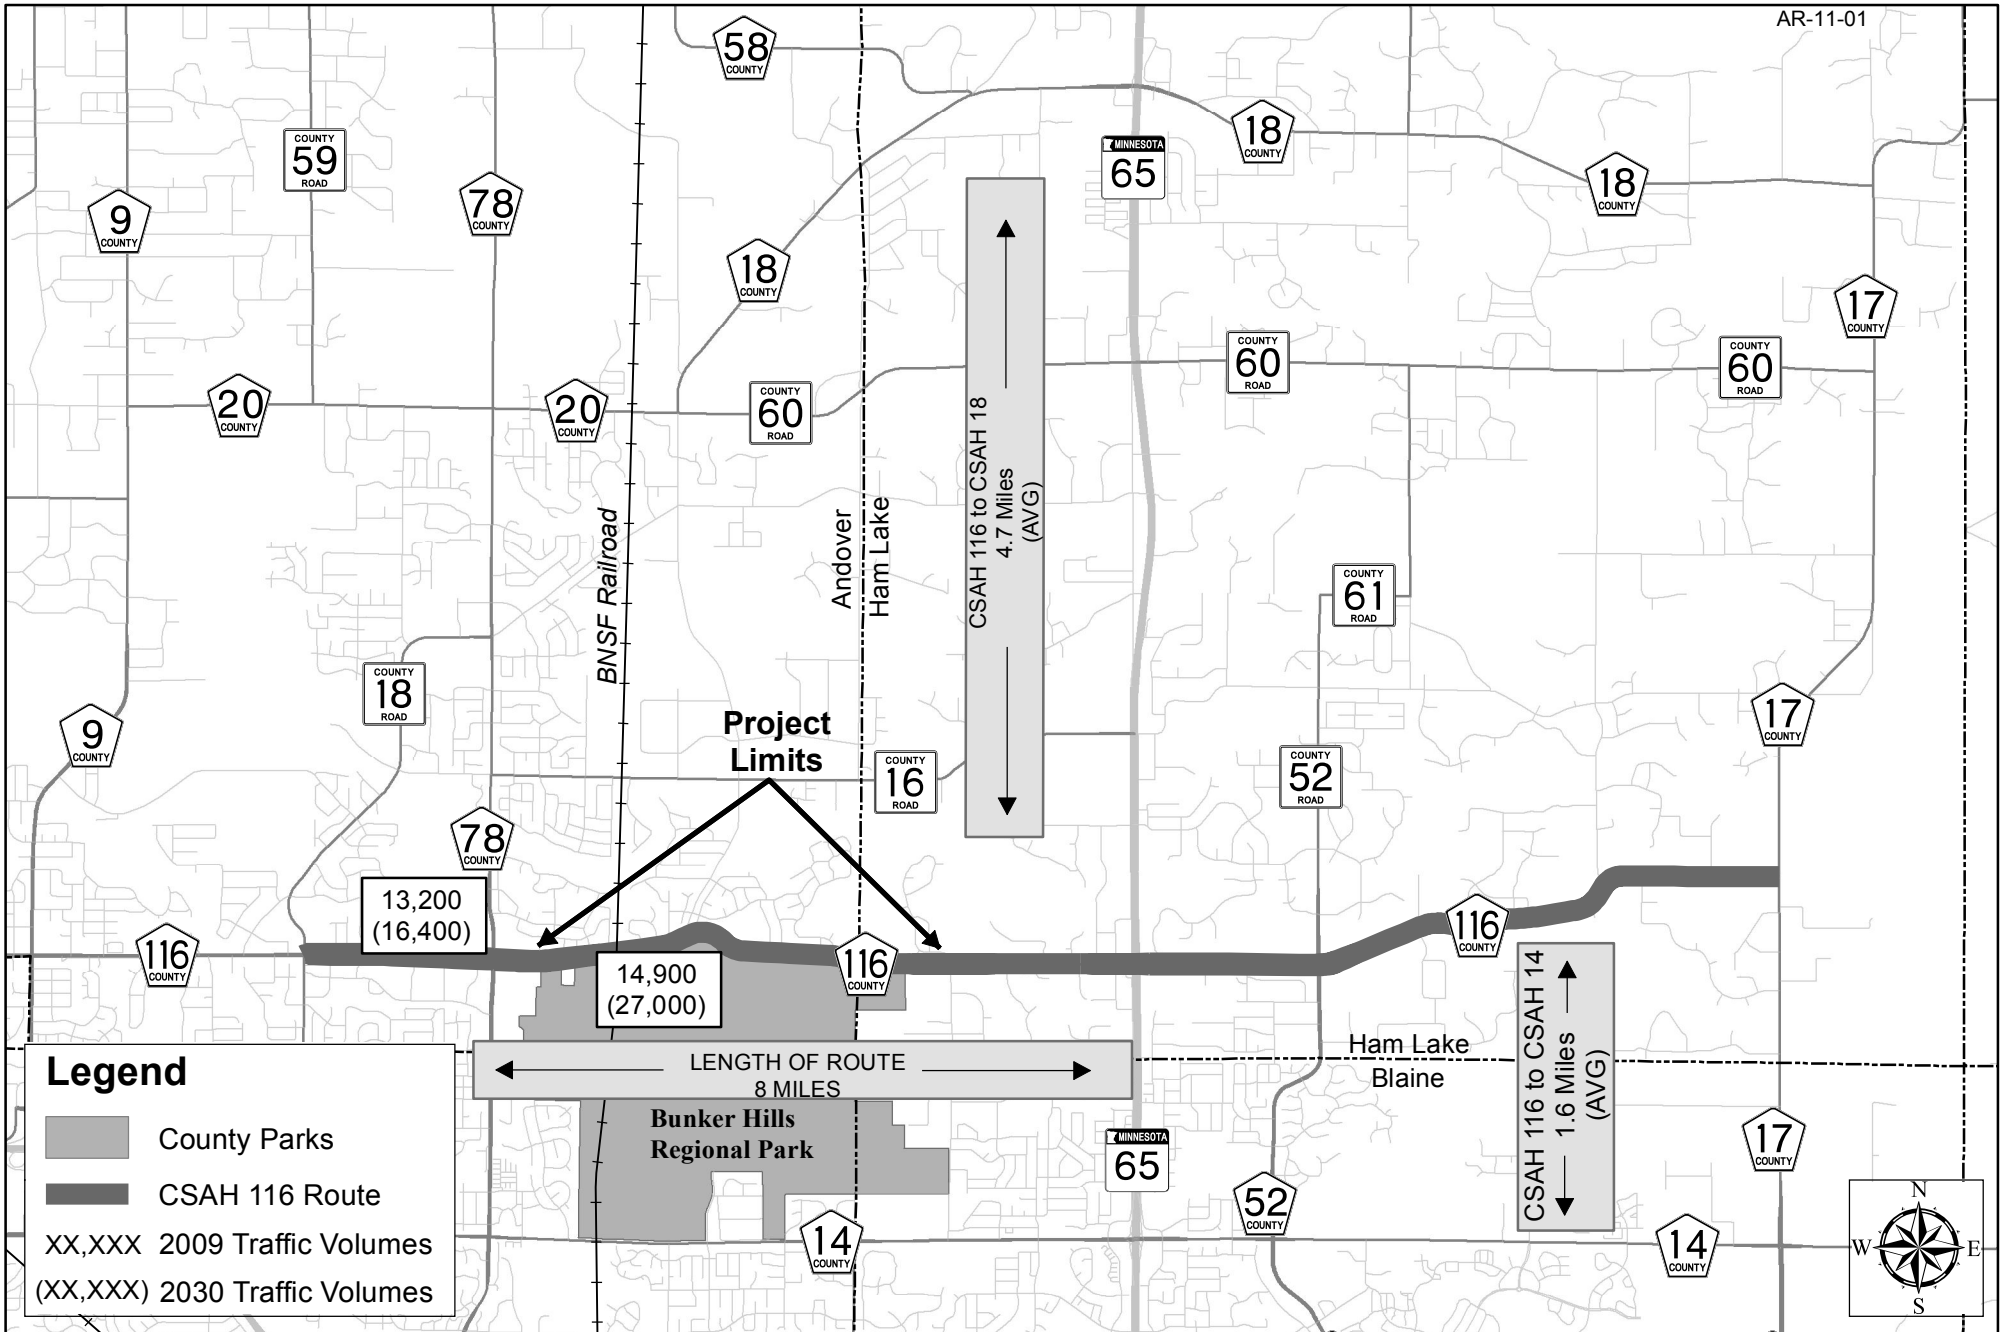 AR-11-01
58
COUNTY
COUNTY
59
ROAD
MINNESOTA
65
18
COUNTY
18
COUNTY
9
COUNTY
78
COUNTY
18
COUNTY
17
COUNTY
20
COUNTY
20
COUNTY
COUNTY
60
ROAD
COUNTY
60
ROAD
COUNTY
60
ROAD
CSAH 116 to CSAH 18
4.7 Miles
(AVG)
BNSF Railroad
Andover
Ham Lake
COUNTY
61
ROAD
COUNTY
18
ROAD
9
COUNTY
Project
Limits
COUNTY
16
ROAD
COUNTY
52
ROAD
17
COUNTY
78
COUNTY
13,200
(16,400)
116
COUNTY
14,900
(27,000)
116
COUNTY
116
COUNTY
CSAH 116 to CSAH 14
1.6 Miles
(AVG)
LENGTH OF ROUTE
8 MILES
Ham Lake
Blaine
Bunker Hills
Regional Park
MINNESOTA
65
17
COUNTY
52
COUNTY
14
COUNTY
14
COUNTY
Legend
County Parks
CSAH 116 Route
XX,XXX 2009 Traffic Volumes
(XX,XXX) 2030 Traffic Volumes
N
W
E
S